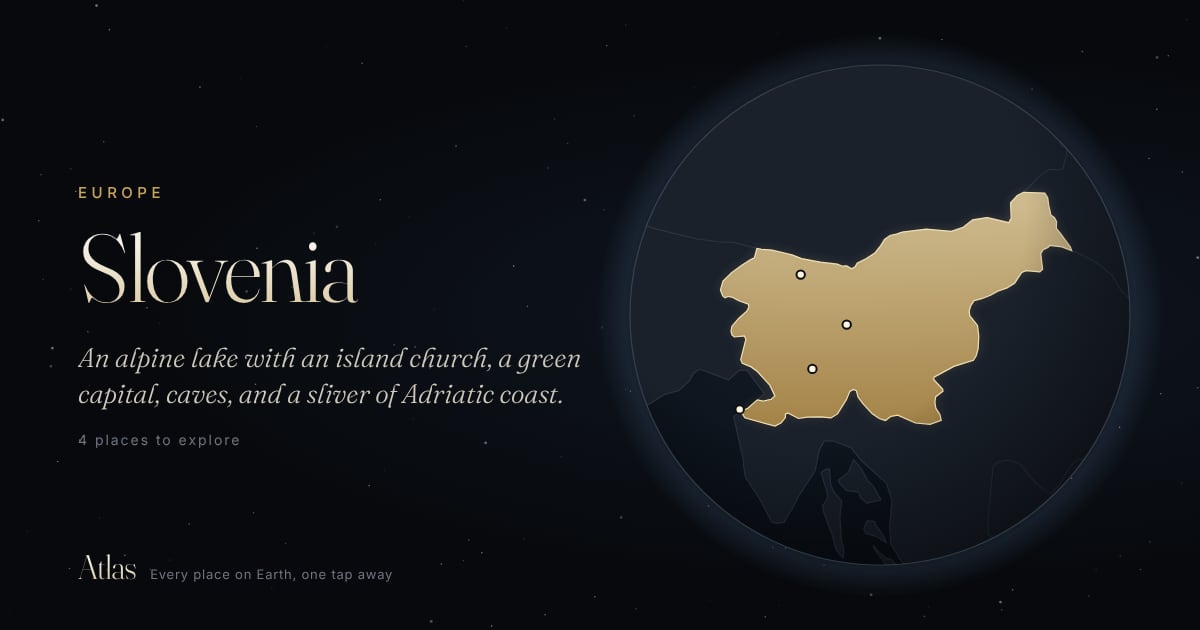 EUROPE
Slovenia
An alpine lake with an island church, a green
capital, caves, and a sliver of Adriatic coast.
4 places to explore
Atlas Every place on Earth, one tap away